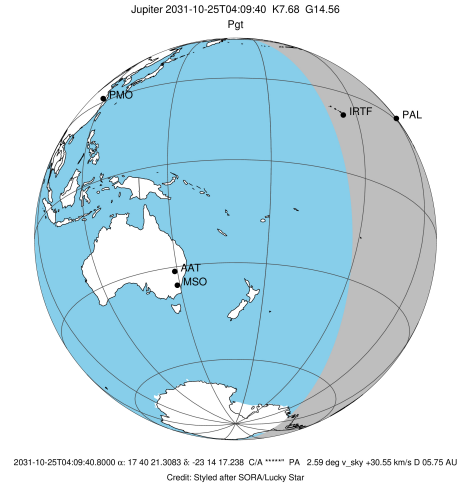 Jupiter 2031-10-25T04:09:40 K7.68 G14.56
Pgt
PMO
IRTF
PAL
AAT
MSO
2031-10-25T04:09:40.8000 α: 17 40 21.3083 δ: -23 14 17.238 C/A *****" PA 2.59 deg v_sky +30.55 km/s D 05.75 AU
Credit: Styled after SORA/Lucky Star